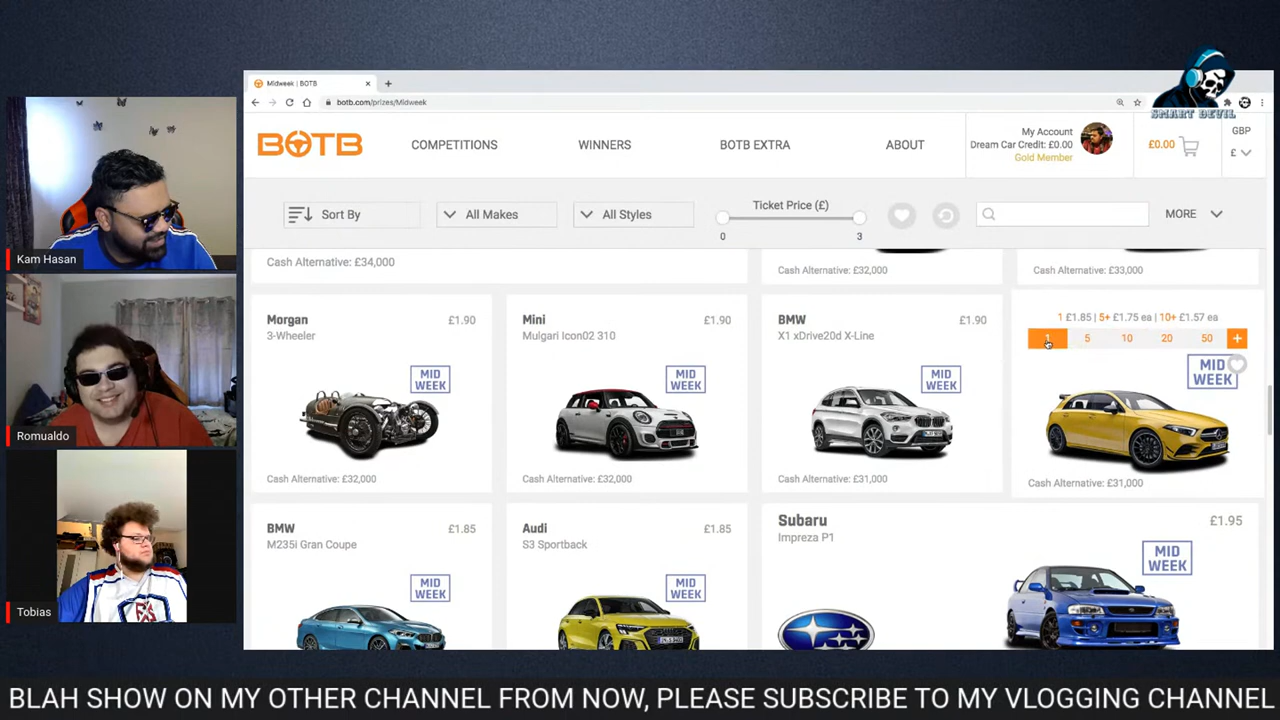 Midweek | BOTB
botb.com/prizes/Midweek
SMART DEVIL
BOTB
COMPETITIONS
WINNERS
BOTB EXTRA
ABOUT
My Account
Dream Car Credit: £0.00
Gold Member
£0.00
GBP
£
Sort By
All Makes
All Styles
Ticket Price (£)
0
3
MORE
Cash Alternative: £34,000
Cash Alternative: £32,000
Cash Alternative: £33,000
Kam Hasan
Morgan £1.90
3-Wheeler
MID
WEEK
Cash Alternative: £32,000
Mini £1.90
Mulgari Icon02 310
MID
WEEK
Cash Alternative: £32,000
BMW £1.90
X1 xDrive20d X-Line
MID
WEEK
Cash Alternative: £31,000
1 £1.85 | 5+ £1.75 ea | 10+ £1.57 ea
1 5 10 20 50 +
MID
WEEK
Cash Alternative: £31,000
Romualdo
BMW £1.85
M235i Gran Coupe
MID
WEEK
Audi £1.85
S3 Sportback
MID
WEEK
Subaru £1.95
Impreza P1
MID
WEEK
Tobias
BLAH SHOW ON MY OTHER CHANNEL FROM NOW, PLEASE SUBSCRIBE TO MY VLOGGING CHANNEL